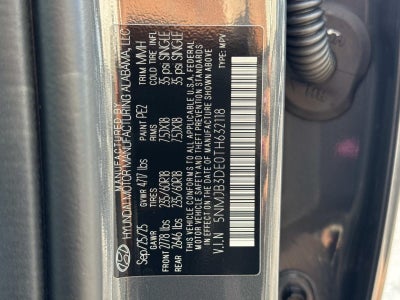 HYUNDAI
HYUNDAI MOTOR MANUFACTURING ALABAMA, LLC
Sep/25/25 GVWR 4717 lbs PAINT PEZ TRIM MMH
GAWR TIRES RIMS COLD TIRE INFL
FRONT 2778 lbs 235/60R18 7.5JX18 35 psi SINGLE
REAR 2646 lbs 235/60R18 7.5JX18 35 psi SINGLE
THIS VEHICLE CONFORMS TO ALL APPLICABLE U.S.A. FEDERAL
MOTOR VEHICLE SAFETY AND THEFT PREVENTION STANDARDS
IN EFFECT ON THE DATE OF MANUFACTURE SHOWN ABOVE.
V.I.N 5NMJB3DE0TH632118 TYPE: MPV